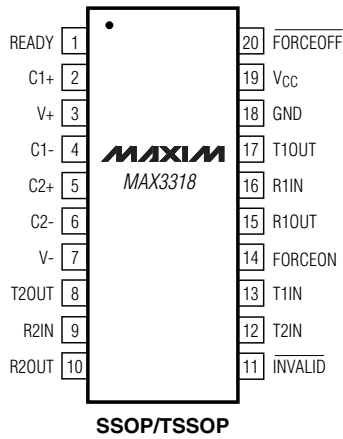 READY 1 20 FORCEOFF
C1+ 2 19 VCC
V+ 3 18 GND
C1- 4 MAXIM 17 T1OUT
C2+ 5 MAX3318 16 R1IN
C2- 6 15 R1OUT
V- 7 14 FORCEON
T2OUT 8 13 T1IN
R2IN 9 12 T2IN
R2OUT 10 11 INVALID
SSOP/TSSOP